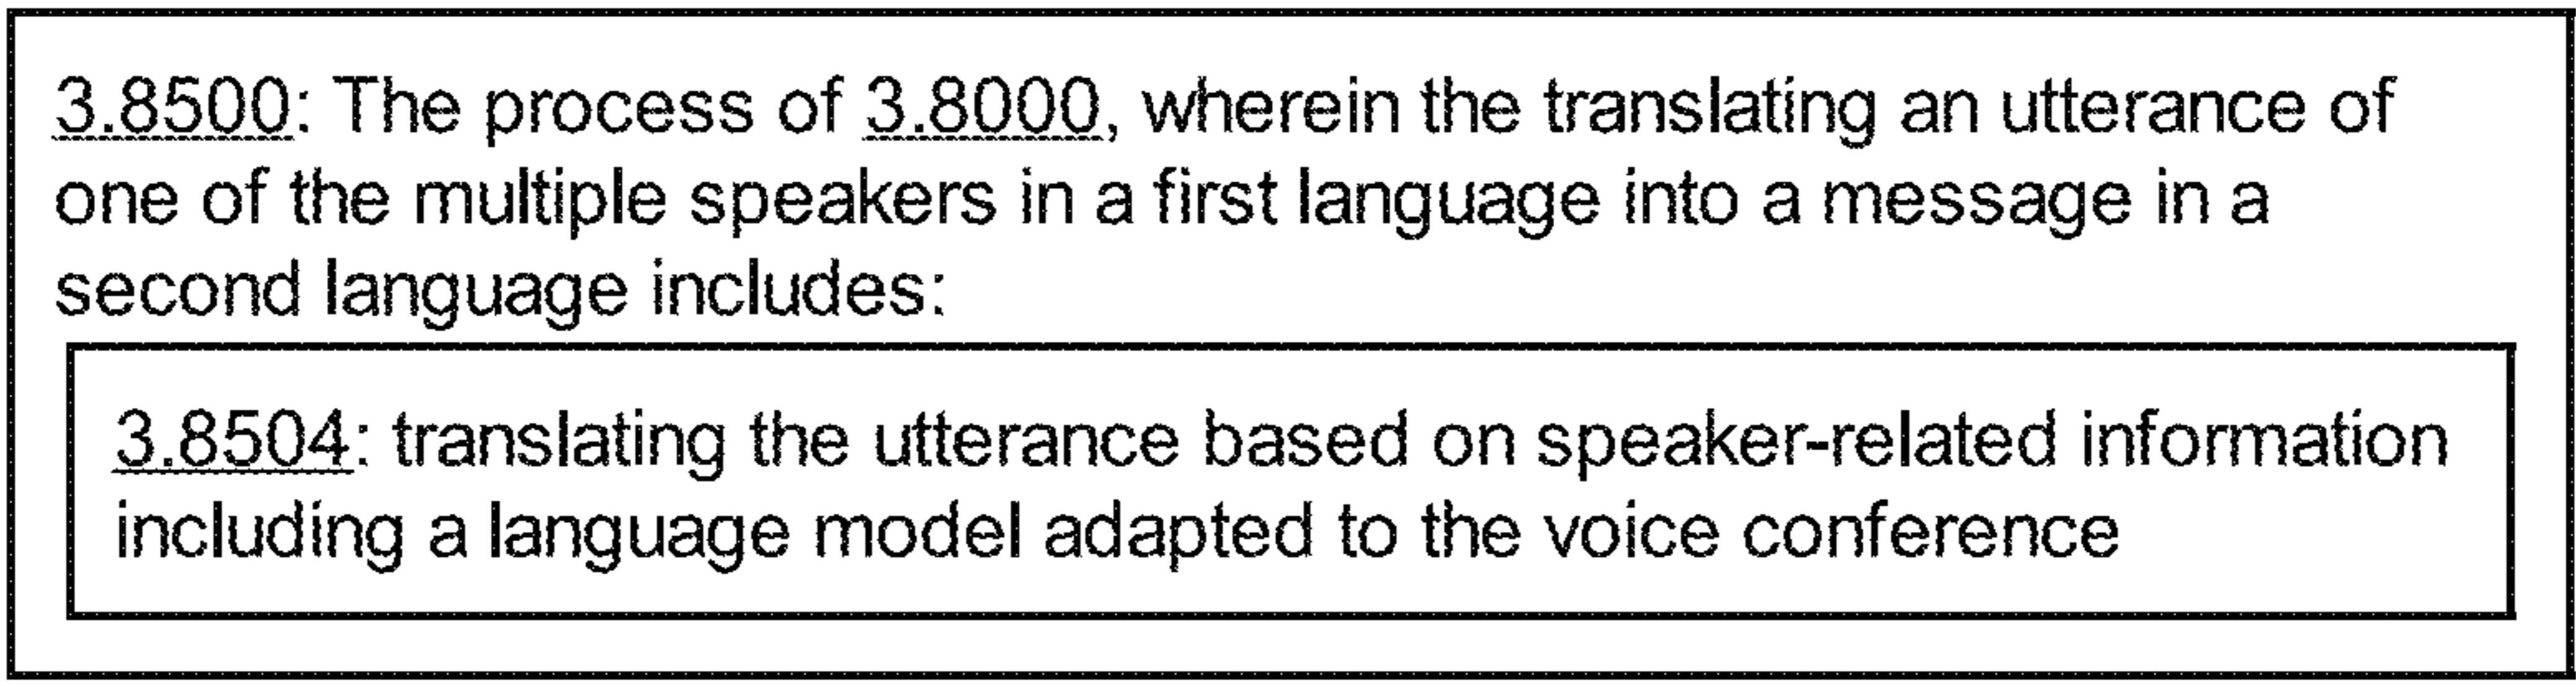 3.8500: The process of 3.8000, wherein the translating an utterance of
one of the multiple speakers in a first language into a message in a
second language includes:
3.8504: translating the utterance based on speaker-related information
including a language model adapted to the voice conference